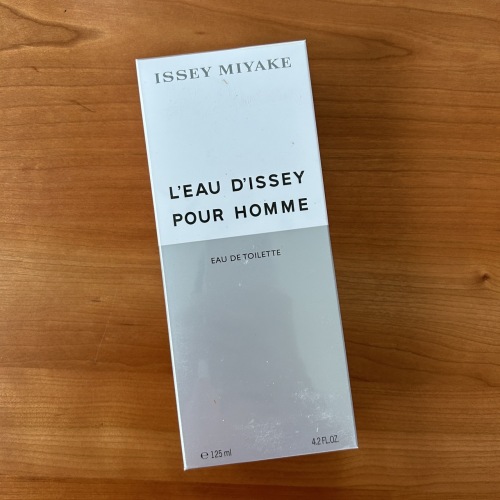 ISSEY MIYAKE
L'EAU D'ISSEY
POUR HOMME
EAU DE TOILETTE
℮ 125 ml 4.2 FL.OZ.